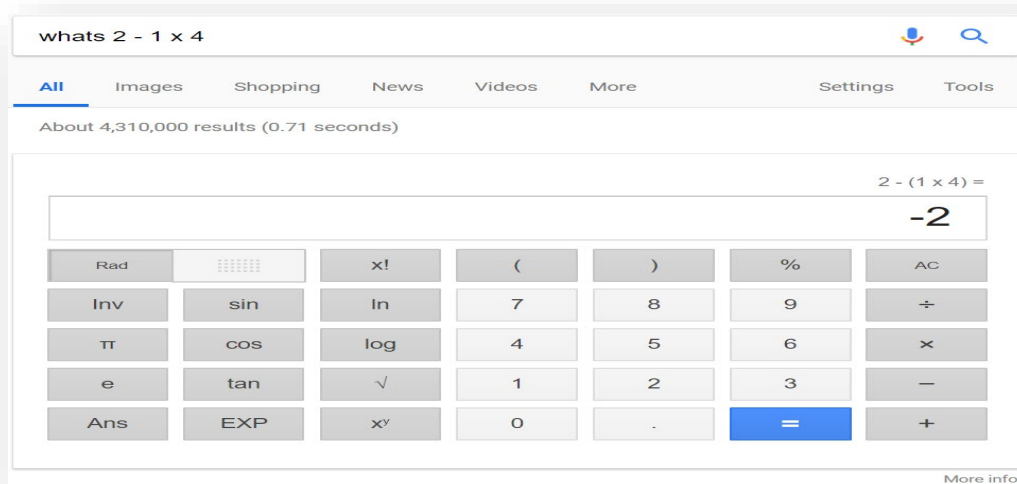 whats 2 - 1 x 4
All Images Shopping News Videos More Settings Tools
About 4,310,000 results (0.71 seconds)
2 - (1 x 4) =
-2
Rad x! ( ) % AC
Inv sin ln 7 8 9 ÷
π cos log 4 5 6 ×
e tan √ 1 2 3 −
Ans EXP xʸ 0 . = +
More info